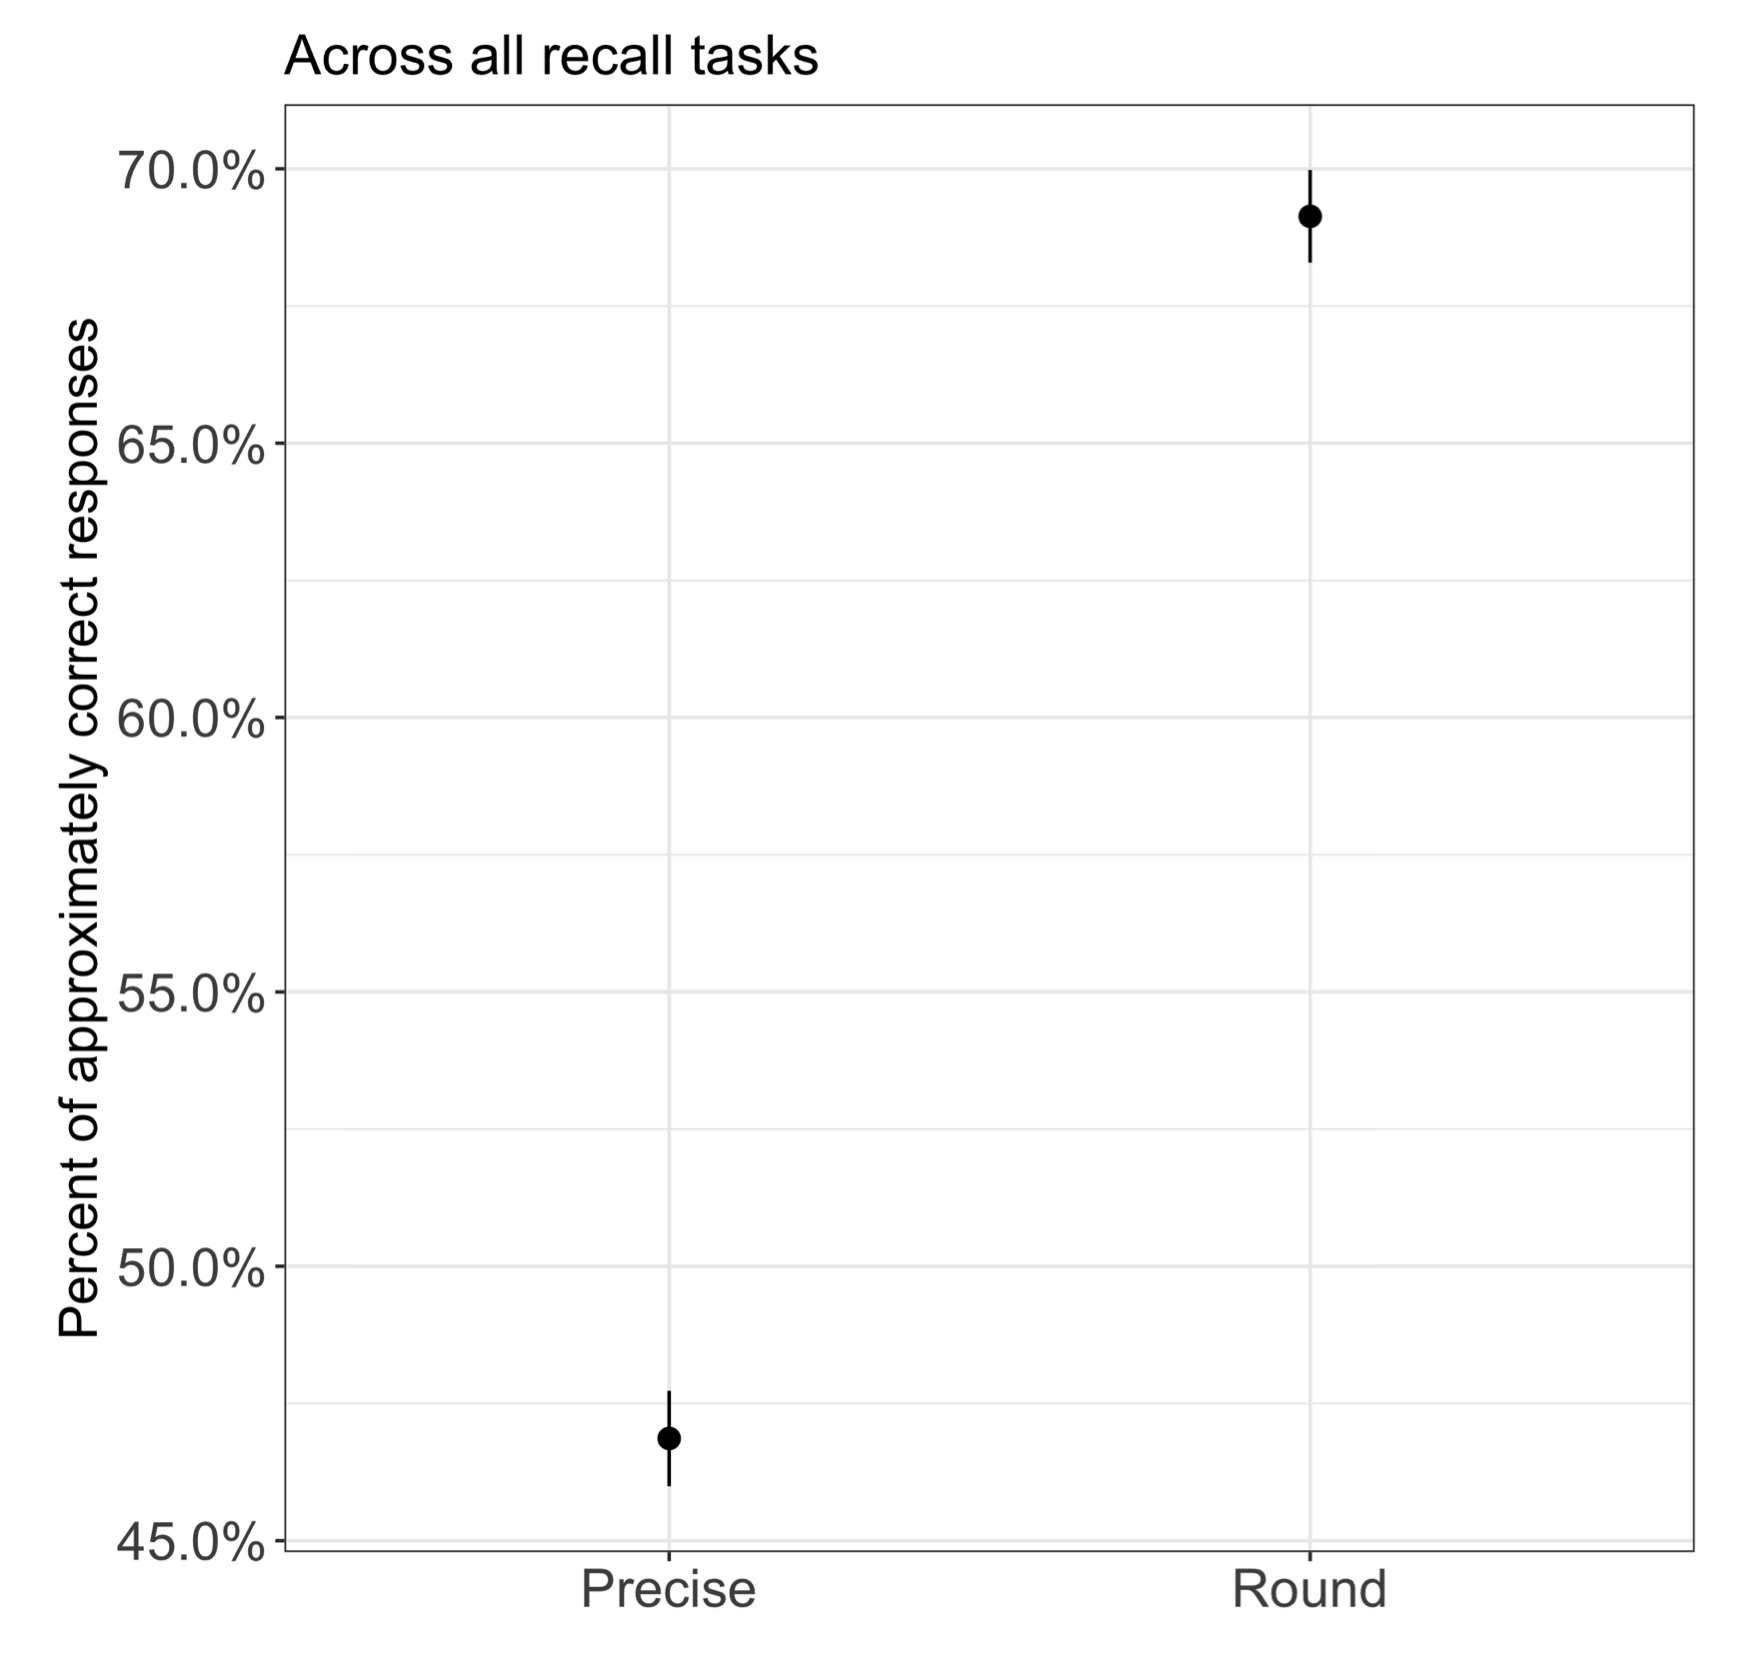 Across all recall tasks
Percent of approximately correct responses
70.0%
65.0%
60.0%
55.0%
50.0%
45.0%
Precise
Round